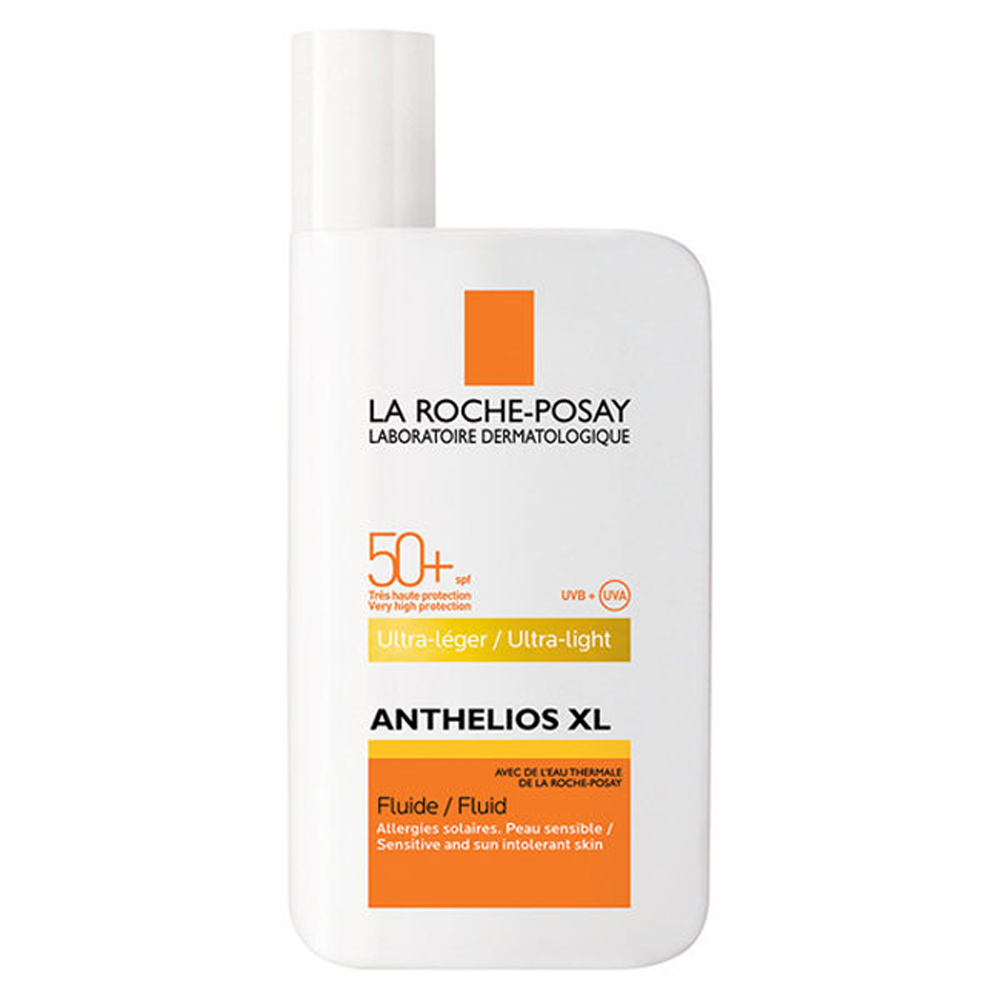 LA ROCHE-POSAY
LABORATOIRE DERMATOLOGIQUE
50+ spf
Très haute protection
Very high protection
UVB + UVA
Ultra-léger / Ultra-light
ANTHELIOS XL
AVEC DE L'EAU THERMALE
DE LA ROCHE-POSAY
Fluide / Fluid
Allergies solaires. Peau sensible /
Sensitive and sun intolerant skin